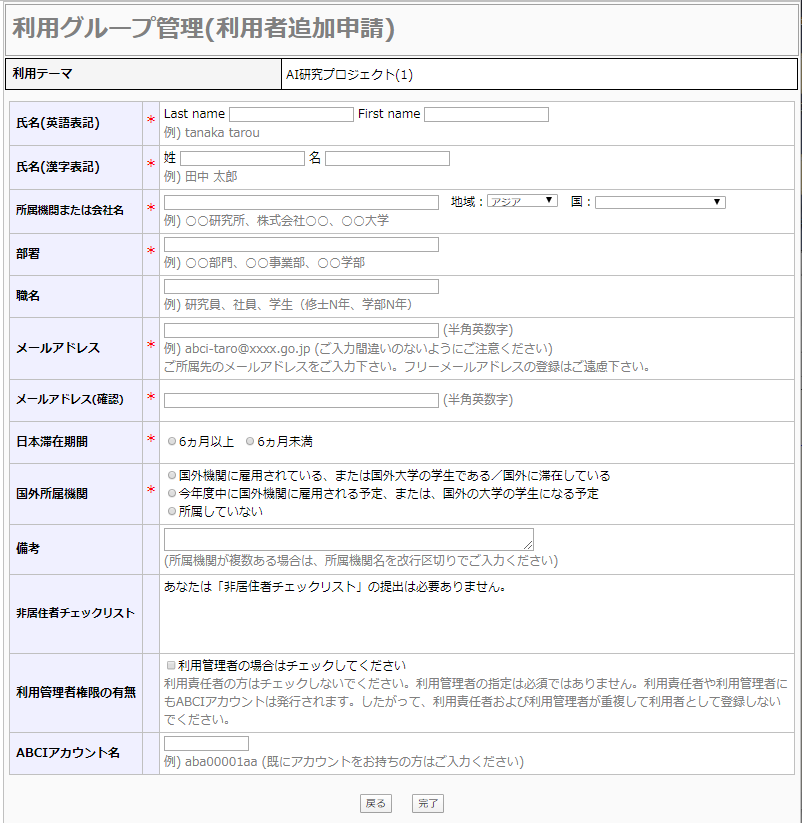 利用グループ管理(利用者追加申請)
利用テーマ AI研究プロジェクト(1)
氏名(英語表記) * Last name First name
例) tanaka tarou
氏名(漢字表記) * 姓 名
例) 田中 太郎
所属機関または会社名 * 地域：アジア 国：
例) 〇〇研究所、株式会社〇〇、〇〇大学
部署 *
例) 〇〇部門、〇〇事業部、〇〇学部
職名
例) 研究員、社員、学生（修士N年、学部N年）
メールアドレス * (半角英数字)
例) abci-taro@xxxx.go.jp (ご入力間違いのないようにご注意ください)
ご所属先のメールアドレスをご入力下さい。フリーメールアドレスの登録はご遠慮下さい。
メールアドレス(確認) * (半角英数字)
日本滞在期間 * 6ヵ月以上 6ヵ月未満
国外所属機関 * 国外機関に雇用されている、または国外大学の学生である／国外に滞在している
今年度中に国外機関に雇用される予定、または、国外の大学の学生になる予定
所属していない
備考
(所属機関が複数ある場合は、所属機関名を改行区切りでご入力ください)
非居住者チェックリスト あなたは「非居住者チェックリスト」の提出は必要ありません。
利用管理者権限の有無 利用管理者の場合はチェックしてください
利用責任者の方はチェックしないでください。利用管理者の指定は必須ではありません。利用責任者や利用管理者に
もABCIアカウントは発行されます。したがって、利用責任者および利用管理者が重複して利用者として登録しない
でください。
ABCIアカウント名
例) aba00001aa (既にアカウントをお持ちの方はご入力ください)
戻る 完了